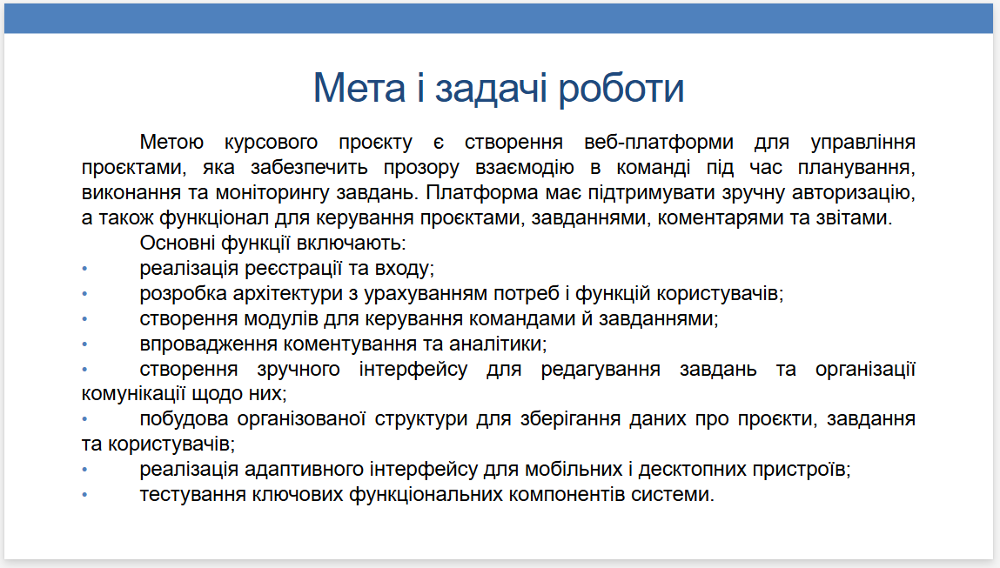 Мета і задачі роботи
Метою курсового проєкту є створення веб-платформи для управління
проєктами, яка забезпечить прозору взаємодію в команді під час планування,
виконання та моніторингу завдань. Платформа має підтримувати зручну авторизацію,
а також функціонал для керування проєктами, завданнями, коментарями та звітами.
Основні функції включають:
• реалізація реєстрації та входу;
• розробка архітектури з урахуванням потреб і функцій користувачів;
• створення модулів для керування командами й завданнями;
• впровадження коментування та аналітики;
• створення зручного інтерфейсу для редагування завдань та організації
комунікації щодо них;
• побудова організованої структури для зберігання даних про проєкти, завдання
та користувачів;
• реалізація адаптивного інтерфейсу для мобільних і десктопних пристроїв;
• тестування ключових функціональних компонентів системи.